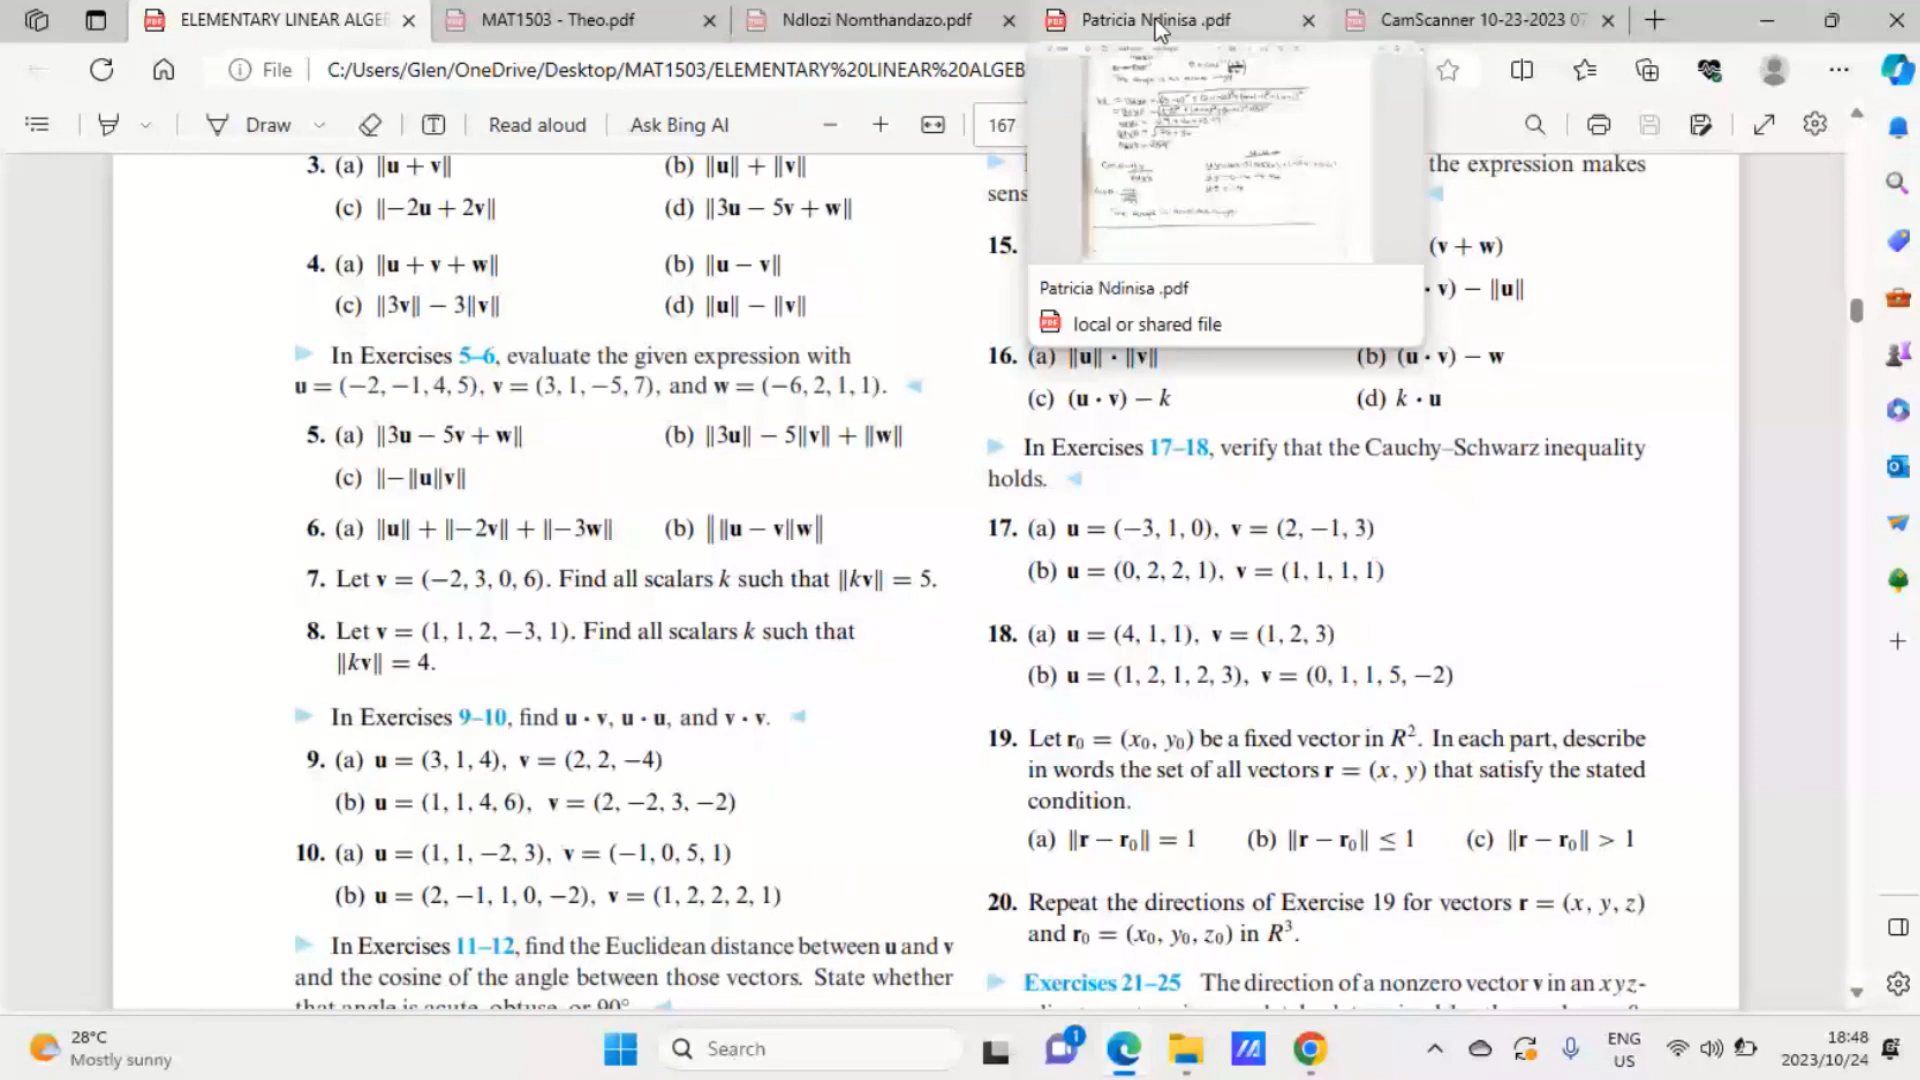 ELEMENTARY LINEAR ALGE
MAT1503 - Theo.pdf
Ndlozi Nomthandazo.pdf
Patricia Ndinisa .pdf
CamScanner 10-23-2023 07
File
C:/Users/Glen/OneDrive/Desktop/MAT1503/ELEMENTARY%20LINEAR%20ALGEB
Draw
Read aloud
Ask Bing AI
167
3. (a) ‖u + v‖ (b) ‖u‖ + ‖v‖
(c) ‖−2u + 2v‖ (d) ‖3u − 5v + w‖
4. (a) ‖u + v + w‖ (b) ‖u − v‖
(c) ‖3v‖ − 3‖v‖ (d) ‖u‖ − ‖v‖
In Exercises 5–6, evaluate the given expression with
u = (−2, −1, 4, 5), v = (3, 1, −5, 7), and w = (−6, 2, 1, 1).
5. (a) ‖3u − 5v + w‖ (b) ‖3u‖ − 5‖v‖ + ‖w‖
(c) ‖−‖u‖v‖
6. (a) ‖u‖ + ‖−2v‖ + ‖−3w‖ (b) ‖‖u − v‖w‖
7. Let v = (−2, 3, 0, 6). Find all scalars k such that ‖kv‖ = 5.
8. Let v = (1, 1, 2, −3, 1). Find all scalars k such that
‖kv‖ = 4.
In Exercises 9–10, find u · v, u · u, and v · v.
9. (a) u = (3, 1, 4), v = (2, 2, −4)
(b) u = (1, 1, 4, 6), v = (2, −2, 3, −2)
10. (a) u = (1, 1, −2, 3), v = (−1, 0, 5, 1)
(b) u = (2, −1, 1, 0, −2), v = (1, 2, 2, 2, 1)
In Exercises 11–12, find the Euclidean distance between u and v
and the cosine of the angle between those vectors. State whether
that angle is acute, obtuse, or 90°.
the expression makes
sens
15. (v + w)
· v) − ‖u‖
Patricia Ndinisa .pdf
local or shared file
16. (a) ‖u‖ · ‖v‖ (b) (u · v) − w
(c) (u · v) − k (d) k · u
In Exercises 17–18, verify that the Cauchy–Schwarz inequality
holds.
17. (a) u = (−3, 1, 0), v = (2, −1, 3)
(b) u = (0, 2, 2, 1), v = (1, 1, 1, 1)
18. (a) u = (4, 1, 1), v = (1, 2, 3)
(b) u = (1, 2, 1, 2, 3), v = (0, 1, 1, 5, −2)
19. Let r₀ = (x₀, y₀) be a fixed vector in R². In each part, describe
in words the set of all vectors r = (x, y) that satisfy the stated
condition.
(a) ‖r − r₀‖ = 1 (b) ‖r − r₀‖ ≤ 1 (c) ‖r − r₀‖ > 1
20. Repeat the directions of Exercise 19 for vectors r = (x, y, z)
and r₀ = (x₀, y₀, z₀) in R³.
Exercises 21–25 The direction of a nonzero vector v in an xyz-
28°C
Mostly sunny
Search
1
ENG
US
18:48
2023/10/24